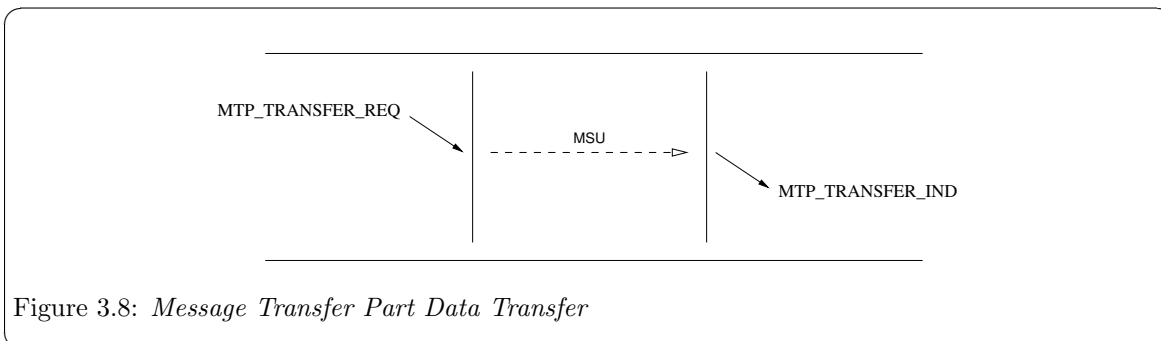 MTP_TRANSFER_REQ
MSU
MTP_TRANSFER_IND
Figure 3.8: Message Transfer Part Data Transfer